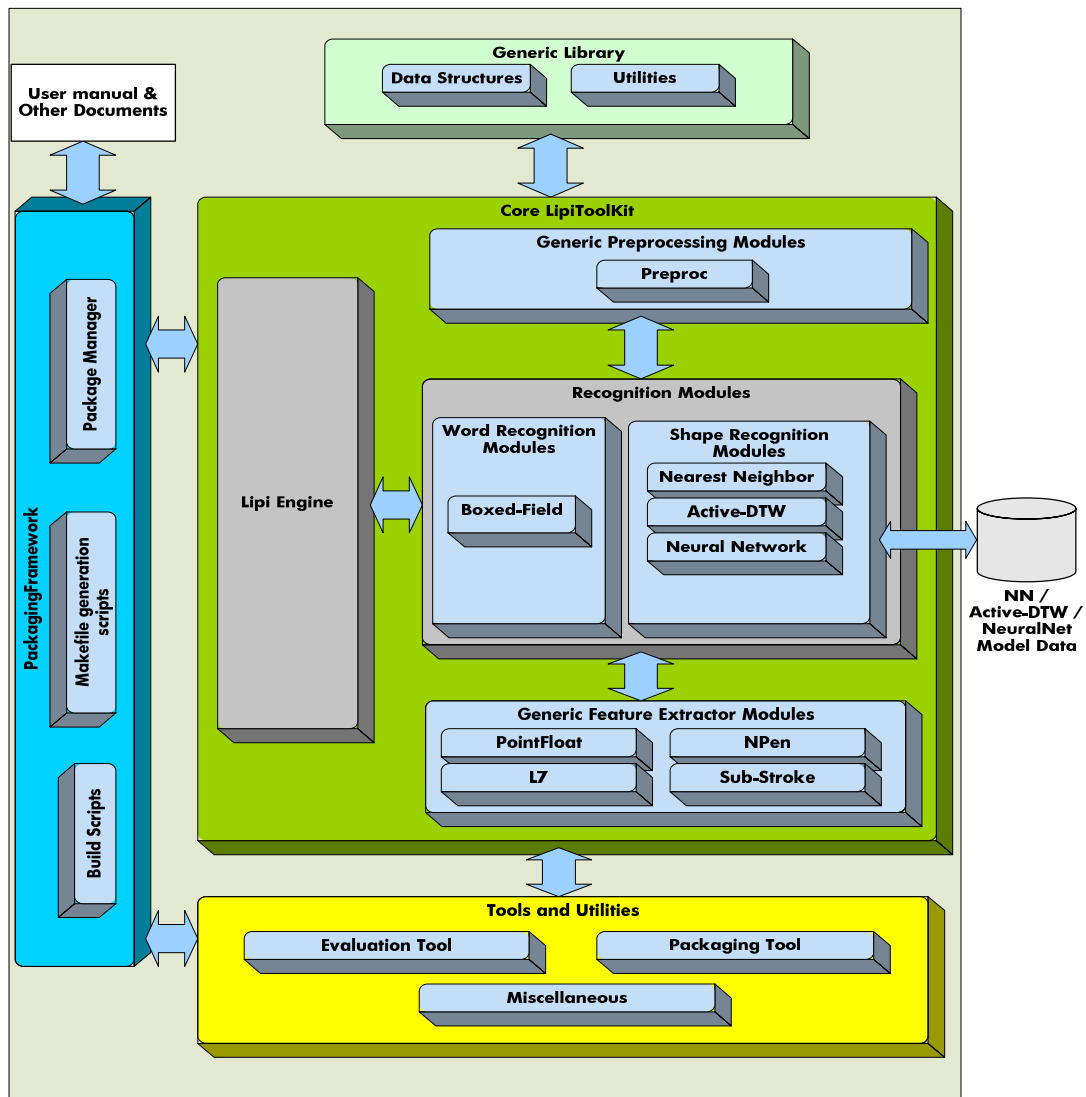 Generic Library
Data Structures
Utilities
User manual &
Other Documents
Core LipiToolKit
Generic Preprocessing Modules
Preproc
PackagingFramework
Package Manager
Makefile generation
scripts
Build Scripts
Lipi Engine
Recognition Modules
Word Recognition
Modules
Boxed-Field
Shape Recognition
Modules
Nearest Neighbor
Active-DTW
Neural Network
NN /
Active-DTW /
NeuralNet
Model Data
Generic Feature Extractor Modules
PointFloat
NPen
L7
Sub-Stroke
Tools and Utilities
Evaluation Tool
Packaging Tool
Miscellaneous